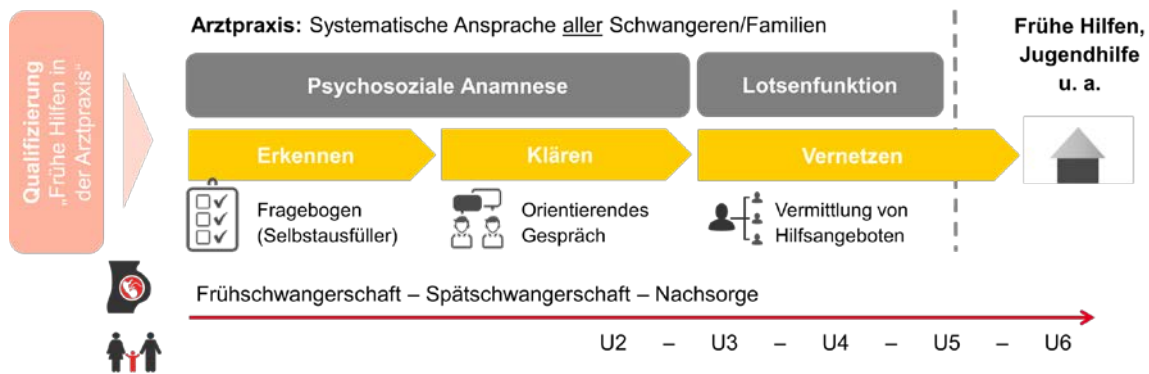 Qualifizierung
„Frühe Hilfen in
der Arztpraxis“
Arztpraxis: Systematische Ansprache aller Schwangeren/Familien
Frühe Hilfen,
Jugendhilfe
u. a.
Psychosoziale Anamnese
Lotsenfunktion
Erkennen
Klären
Vernetzen
Fragebogen
(Selbstausfüller)
Orientierendes
Gespräch
Vermittlung von
Hilfsangeboten
Frühschwangerschaft – Spätschwangerschaft – Nachsorge
U2 – U3 – U4 – U5 – U6